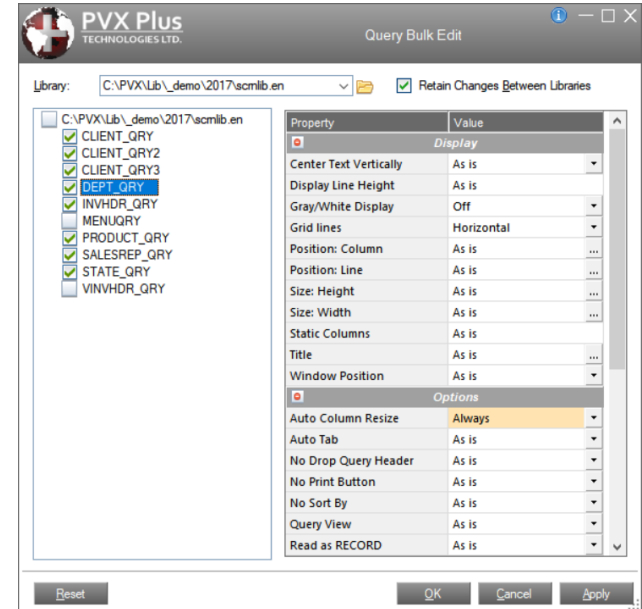 PVX Plus
TECHNOLOGIES LTD.
Query Bulk Edit
Library: C:\PVX\Lib\_demo\2017\scmlib.en Retain Changes Between Libraries
C:\PVX\Lib\_demo\2017\scmlib.en
CLIENT_QRY
CLIENT_QRY2
CLIENT_QRY3
DEPT_QRY
INVHDR_QRY
MENUQRY
PRODUCT_QRY
SALESREP_QRY
STATE_QRY
VINVHDR_QRY
Property Value
Display
Center Text Vertically As is
Display Line Height As is
Gray/White Display Off
Grid lines Horizontal
Position: Column As is ...
Position: Line As is ...
Size: Height As is ...
Size: Width As is ...
Static Columns As is
Title As is ...
Window Position As is
Options
Auto Column Resize Always
Auto Tab As is
No Drop Query Header As is
No Print Button As is
No Sort By As is
Query View As is
Read as RECORD As is
Reset OK Cancel Apply